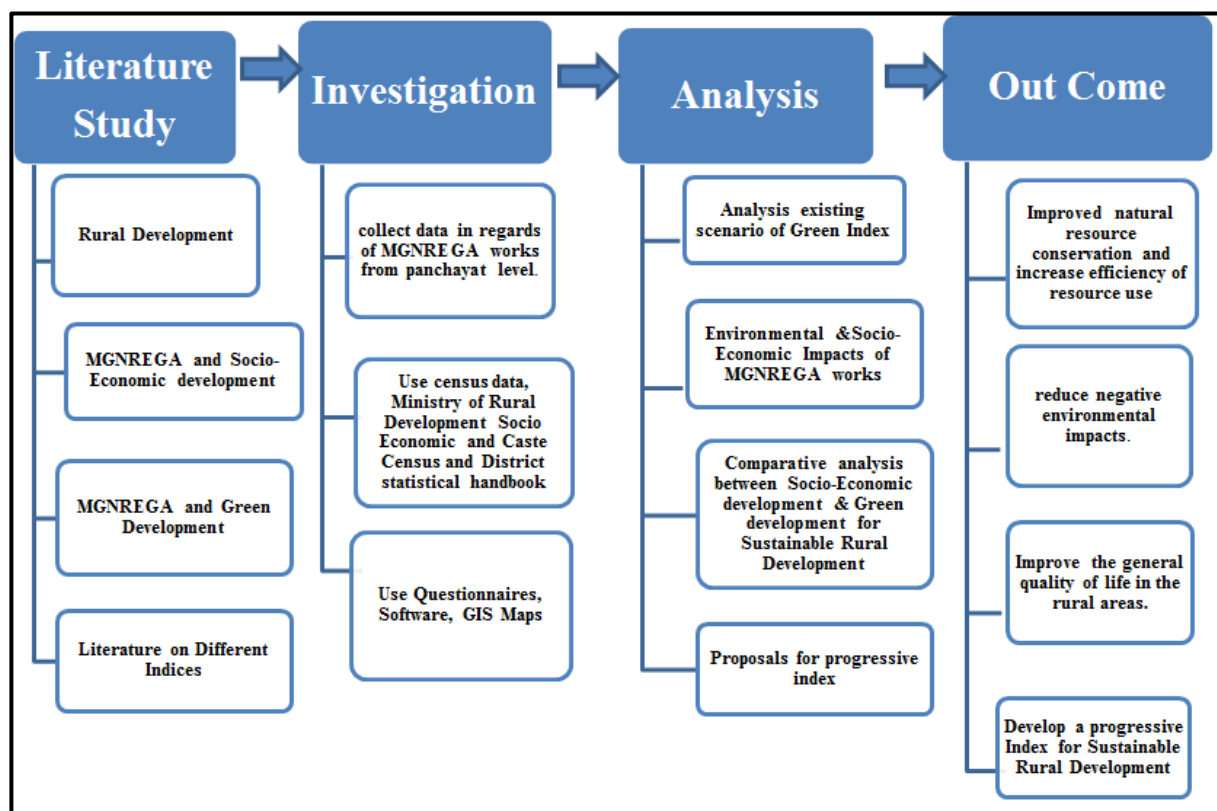 Literature
Study
Rural Development
MGNREGA and Socio-
Economic development
MGNREGA and Green
Development
Literature on Different
Indices
Investigation
collect data in regards
of MGNREGA works
from panchayat level.
Use census data,
Ministry of Rural
Development Socio
Economic and Caste
Census and District
statistical handbook
Use Questionnaires,
Software, GIS Maps
Analysis
Analysis existing
scenario of Green Index
Environmental &Socio-
Economic Impacts of
MGNREGA works
Comparative analysis
between Socio-Economic
development & Green
development for
Sustainable Rural
Development
Proposals for progressive
index
Out Come
Improved natural
resource
conservation and
increase efficiency of
resource use
reduce negative
environmental
impacts.
Improve the general
quality of life in the
rural areas.
Develop a progressive
Index for Sustainable
Rural Development